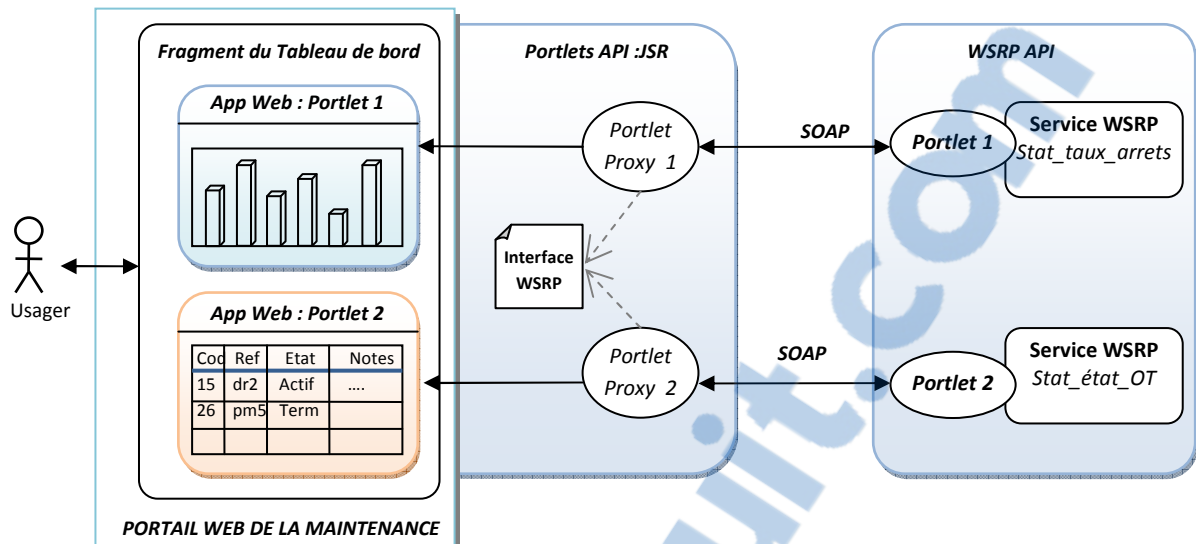 Fragment du Tableau de bord
App Web : Portlet 1
Usager
App Web : Portlet 2
Cod Ref Etat Notes
15 dr2 Actif ....
26 pm5 Term
PORTAIL WEB DE LA MAINTENANCE
Portlets API :JSR
Portlet
Proxy 1
Interface
WSRP
Portlet
Proxy 2
SOAP
SOAP
WSRP API
Portlet 1
Service WSRP
Stat_taux_arrets
Portlet 2
Service WSRP
Stat_état_OT
uit.com